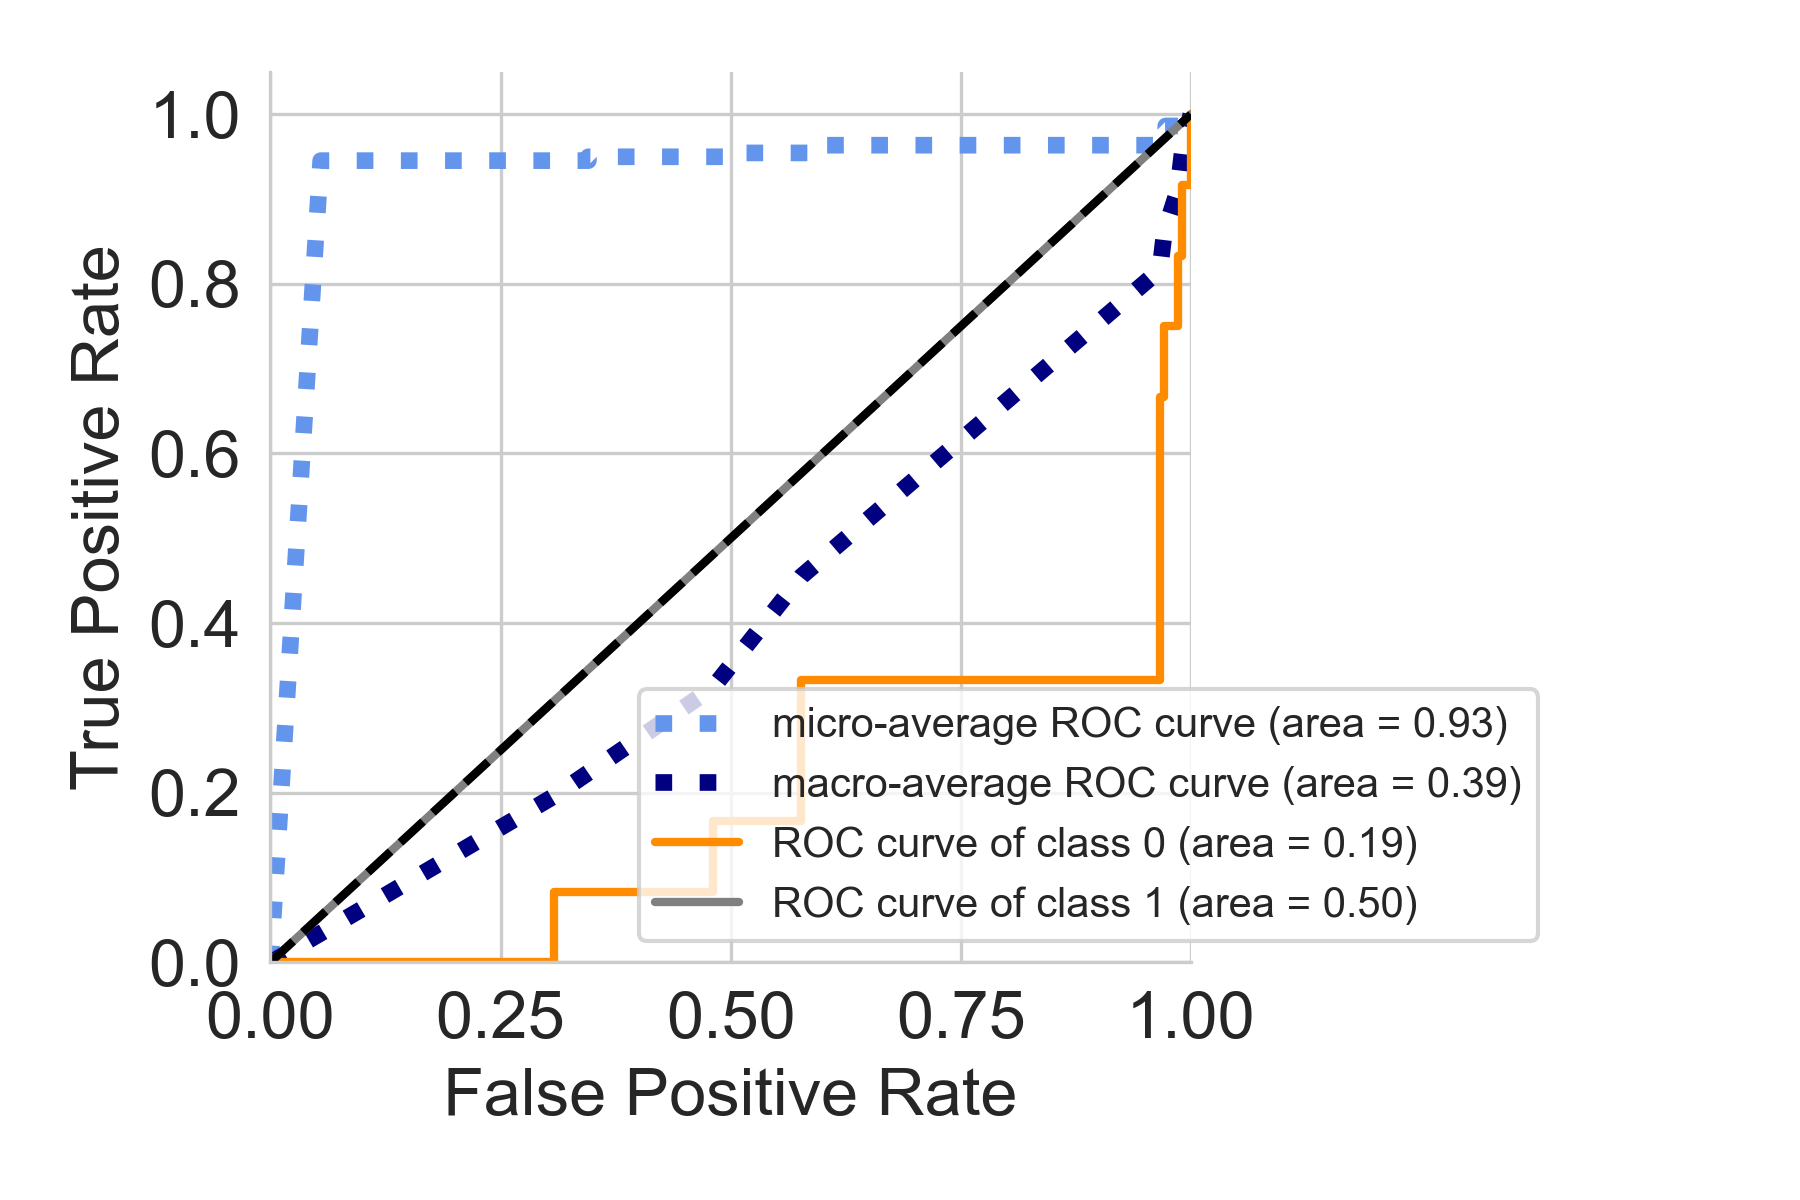 True Positive Rate
1.0
0.8
0.6
0.4
0.2
0.0
0.00 0.25 0.50 0.75 1.00
False Positive Rate
micro-average ROC curve (area = 0.93)
macro-average ROC curve (area = 0.39)
ROC curve of class 0 (area = 0.19)
ROC curve of class 1 (area = 0.50)